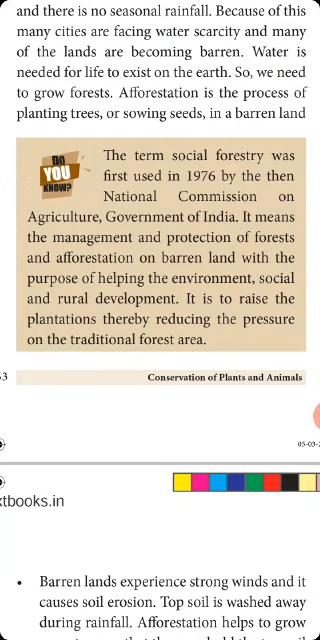 and there is no seasonal rainfall. Because of this
many cities are facing water scarcity and many
of the lands are becoming barren. Water is
needed for life to exist on the earth. So, we need
to grow forests. Afforestation is the process of
planting trees, or sowing seeds, in a barren land
DO
YOU
KNOW?
The term social forestry was
first used in 1976 by the then
National Commission on
Agriculture, Government of India. It means
the management and protection of forests
and afforestation on barren land with the
purpose of helping the environment, social
and rural development. It is to raise the
plantations thereby reducing the pressure
on the traditional forest area.
53
Conservation of Plants and Animals
05-03-2
xtbooks.in
• Barren lands experience strong winds and it
causes soil erosion. Top soil is washed away
during rainfall. Afforestation helps to grow